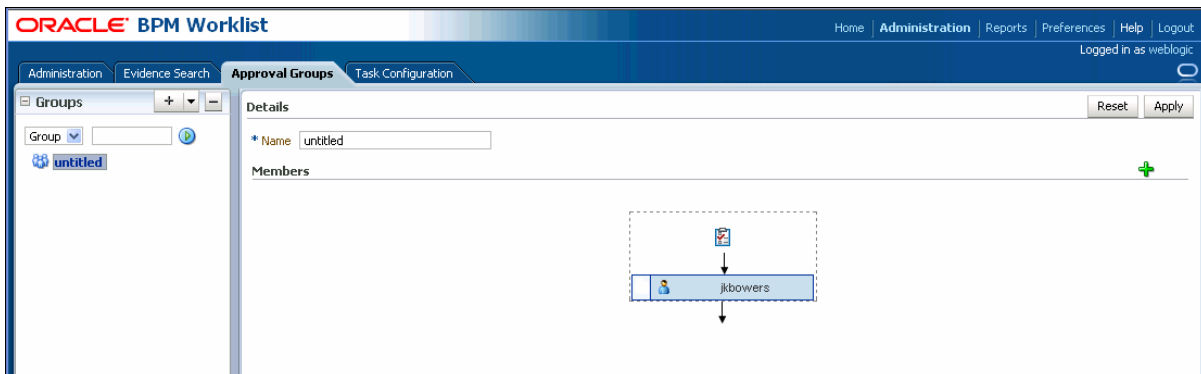 ORACLE BPM Worklist
Home Administration Reports Preferences Help Logout
Logged in as weblogic
Administration Evidence Search Approval Groups Task Configuration
Groups
Details
Reset Apply
Group
* Name untitled
untitled
Members
jkbowers